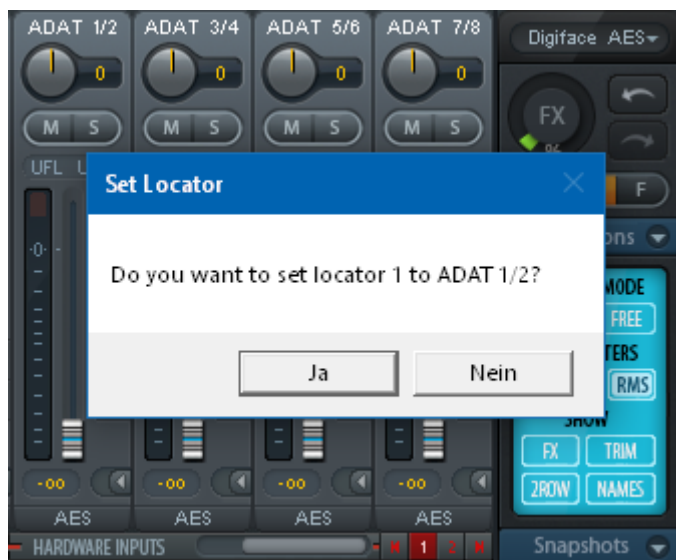 ADAT 1/2 ADAT 3/4 ADAT 5/6 ADAT 7/8 Digiface AES
0 0 0 0
FX
M S M S M S M S
UFL
F
Set Locator
-0-
MODE
Do you want to set locator 1 to ADAT 1/2?
FREE
RMS
Ja Nein
FX TRIM
-oo -oo -oo -oo
2ROW NAMES
AES AES AES AES
HARDWARE INPUTS 1 Snapshots